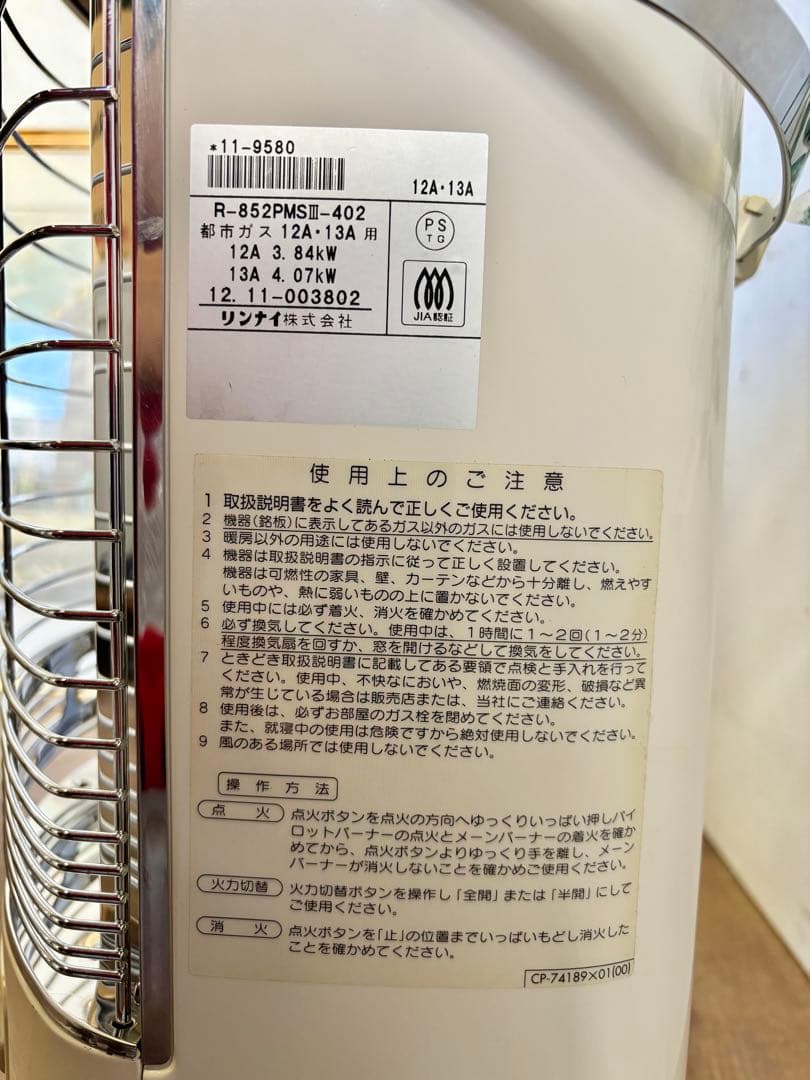 *11-9580
12A・13A
R-852PMSⅢ-402
都市ガス 12A・13A 用
12A 3.84kW
13A 4.07kW
12.11-003802
リンナイ株式会社
PS
TG
JIA認証
使用上のご注意
1 取扱説明書をよく読んで正しくご使用ください。
2 機器(銘板)に表示してあるガス以外のガスには使用しないでください。
3 暖房以外の用途には使用しないでください。
4 機器は取扱説明書の指示に従って正しく設置してください。
機器は可燃性の家具、壁、カーテンなどから十分離し、燃えやす
いものや、熱に弱いものの上に置かないでください。
5 使用中には必ず着火、消火を確かめてください。
6 必ず換気してください。使用中は、1時間に1〜2回(1〜2分)
程度換気扇を回すか、窓を開けるなどして換気をしてください。
7 ときどき取扱説明書に記載してある要領で点検と手入れを行って
ください。使用中、不快なにおいや、燃焼面の変形、破損など異
常が生じている場合は販売店または、当社にご連絡ください。
8 使用後は、必ずお部屋のガス栓を閉めてください。
また、就寝中の使用は危険ですから絶対使用しないでください。
9 風のある場所では使用しないでください。
操作方法
点火 点火ボタンを点火の方向へゆっくりいっぱい押しパイ
ロットバーナーの点火とメーンバーナーの着火を確か
めてから、点火ボタンよりゆっくり手を離し、メーン
バーナーが消火しないことを確かめご使用ください。
火力切替 火力切替ボタンを操作し「全開」または「半開」にして
ご使用ください。
消火 点火ボタンを「止」の位置までいっぱいもどし消火した
ことを確かめてください。
CP-74189×01(00)